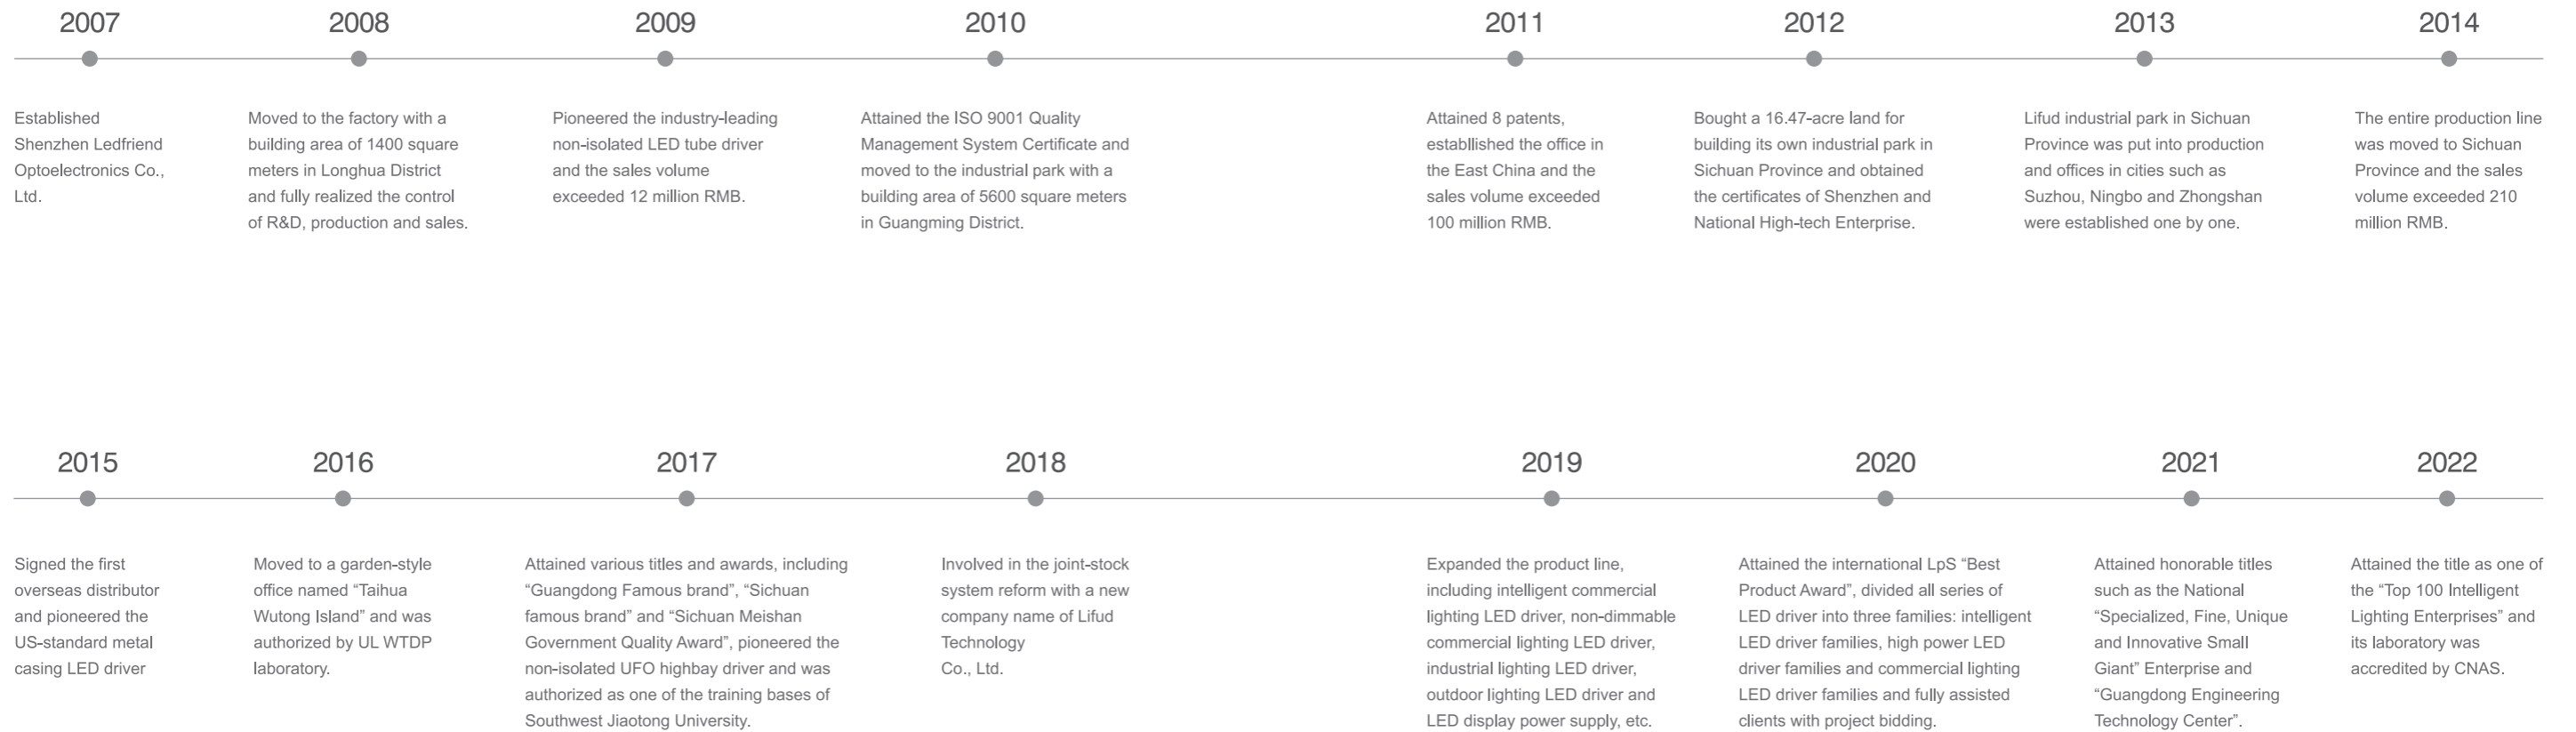 2007
Established
Shenzhen Ledfriend
Optoelectronics Co.,
Ltd.
2008
Moved to the factory with a
building area of 1400 square
meters in Longhua District
and fully realized the control
of R&D, production and sales.
2009
Pioneered the industry-leading
non-isolated LED tube driver
and the sales volume
exceeded 12 million RMB.
2010
Attained the ISO 9001 Quality
Management System Certificate and
moved to the industrial park with a
building area of 5600 square meters
in Guangming District.
2011
Attained 8 patents,
establlished the office in
the East China and the
sales volume exceeded
100 million RMB.
2012
Bought a 16.47-acre land for
building its own industrial park in
Sichuan Province and obtained
the certificates of Shenzhen and
National High-tech Enterprise.
2013
Lifud industrial park in Sichuan
Province was put into production
and offices in cities such as
Suzhou, Ningbo and Zhongshan
were established one by one.
2014
The entire production line
was moved to Sichuan
Province and the sales
volume exceeded 210
million RMB.
2015
Signed the first
overseas distributor
and pioneered the
US-standard metal
casing LED driver
2016
Moved to a garden-style
office named “Taihua
Wutong Island” and was
authorized by UL WTDP
laboratory.
2017
Attained various titles and awards, including
“Guangdong Famous brand”, “Sichuan
famous brand” and “Sichuan Meishan
Government Quality Award”, pioneered the
non-isolated UFO highbay driver and was
authorized as one of the training bases of
Southwest Jiaotong University.
2018
Involved in the joint-stock
system reform with a new
company name of Lifud
Technology
Co., Ltd.
2019
Expanded the product line,
including intelligent commercial
lighting LED driver, non-dimmable
commercial lighting LED driver,
industrial lighting LED driver,
outdoor lighting LED driver and
LED display power supply, etc.
2020
Attained the international LpS “Best
Product Award”, divided all series of
LED driver into three families: intelligent
LED driver families, high power LED
driver families and commercial lighting
LED driver families and fully assisted
clients with project bidding.
2021
Attained honorable titles
such as the National
“Specialized, Fine, Unique
and Innovative Small
Giant” Enterprise and
“Guangdong Engineering
Technology Center”.
2022
Attained the title as one of
the “Top 100 Intelligent
Lighting Enterprises” and
its laboratory was
accredited by CNAS.